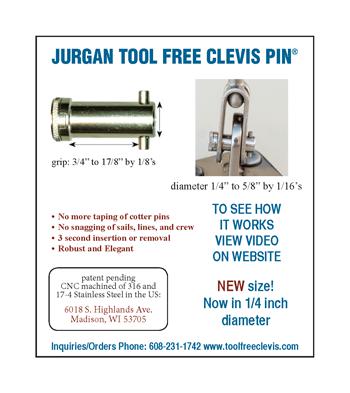 JURGAN TOOL FREE CLEVIS PIN®
grip: 3/4” to 17/8” by 1/8’s
diameter 1/4” to 5/8” by 1/16’s
• No more taping of cotter pins
• No snagging of sails, lines, and crew
• 3 second insertion or removal
• Robust and Elegant
TO SEE HOW
IT WORKS
VIEW VIDEO
ON WEBSITE
patent pending
CNC machined of 316 and
17-4 Stainless Steel in the US:
6018 S. Highlands Ave.
Madison, WI 53705
NEW size!
Now in 1/4 inch
diameter
Inquiries/Orders Phone: 608-231-1742 www.toolfreeclevis.com